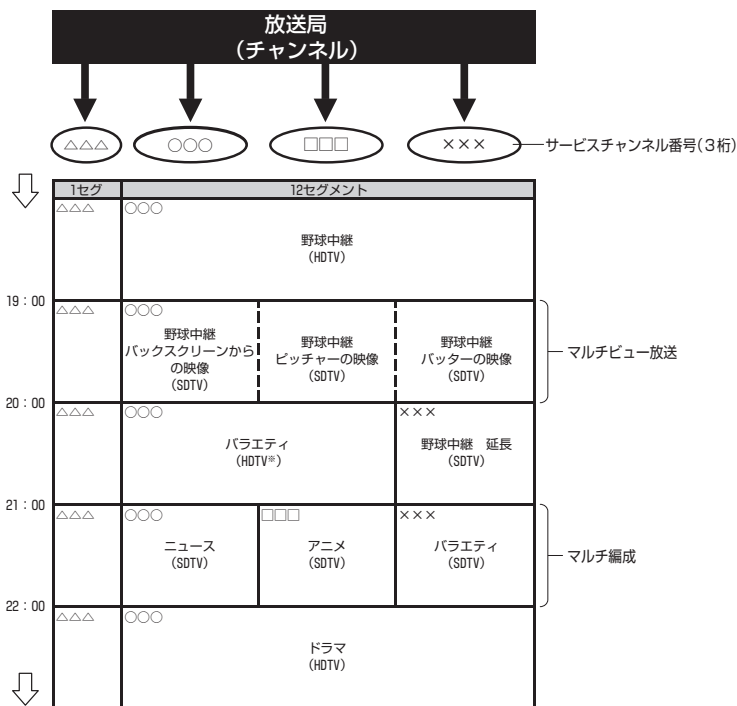 放送局
(チャンネル)
△△△ ○○○ □□□ ××× サービスチャンネル番号(3桁)
1セグ 12セグメント
△△△ ○○○
野球中継
(HDTV)
19:00
△△△ ○○○
野球中継
バックスクリーンから
の映像
(SDTV)
野球中継
ピッチャーの映像
(SDTV)
野球中継
バッターの映像
(SDTV)
マルチビュー放送
20:00
△△△ ○○○ ×××
バラエティ
(HDTV※)
野球中継 延長
(SDTV)
21:00
△△△ ○○○ □□□ ×××
ニュース
(SDTV)
アニメ
(SDTV)
バラエティ
(SDTV)
マルチ編成
22:00
△△△ ○○○
ドラマ
(HDTV)